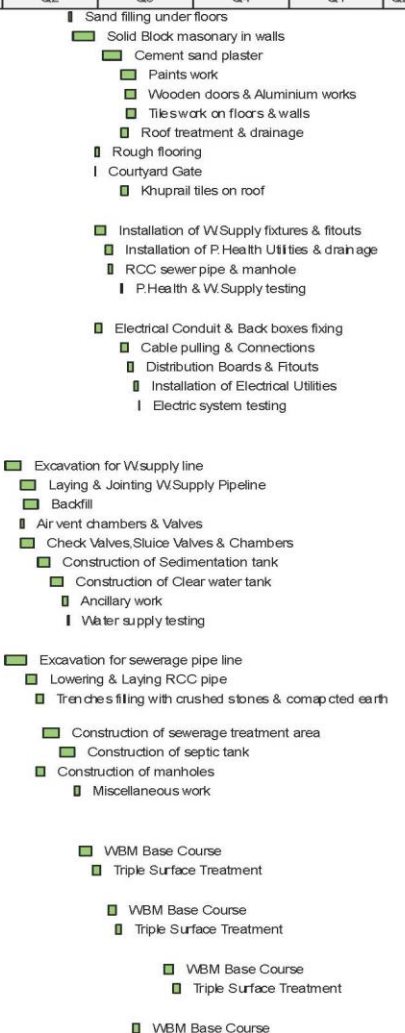 Sand filling under floors
Solid Block masonary in walls
Cement sand plaster
Paints work
Wooden doors & Aluminium works
Tiles work on floors & walls
Roof treatment & drainage
Rough flooring
Courtyard Gate
Khuprail tiles on roof
Installation of W.Supply fixtures & fitouts
Installation of P.Health Utilities & drainage
RCC sewer pipe & manhole
P.Health & W.Supply testing
Electrical Conduit & Back boxes fixing
Cable pulling & Connections
Distribution Boards & Fitouts
Installation of Electrical Utilities
Electric system testing
Excavation for W.supply line
Laying & Jointing W.Supply Pipeline
Backfill
Air vent chambers & Valves
Check Valves,Sluice Valves & Chambers
Construction of Sedimentation tank
Construction of Clear water tank
Ancillary work
Water supply testing
Excavation for sewerage pipe line
Lowering & Laying RCC pipe
Trenches filling with crushed stones & comapcted earth
Construction of sewerage treatment area
Construction of septic tank
Construction of manholes
Miscellaneous work
WBM Base Course
Triple Surface Treatment
WBM Base Course
Triple Surface Treatment
WBM Base Course
Triple Surface Treatment
WBM Base Course